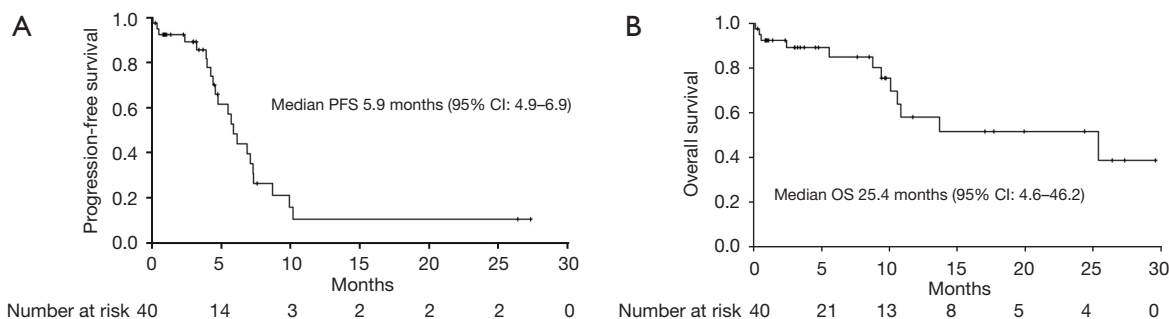 A
Progression-free survival
1.0
0.8
0.6
0.4
0.2
0.0
Median PFS 5.9 months (95% CI: 4.9–6.9)
0 5 10 15 20 25 30
Months
Number at risk 40 14 3 2 2 2 0
B
Overall survival
1.0
0.8
0.6
0.4
0.2
0.0
Median OS 25.4 months (95% CI: 4.6–46.2)
0 5 10 15 20 25 30
Months
Number at risk 40 21 13 8 5 4 0